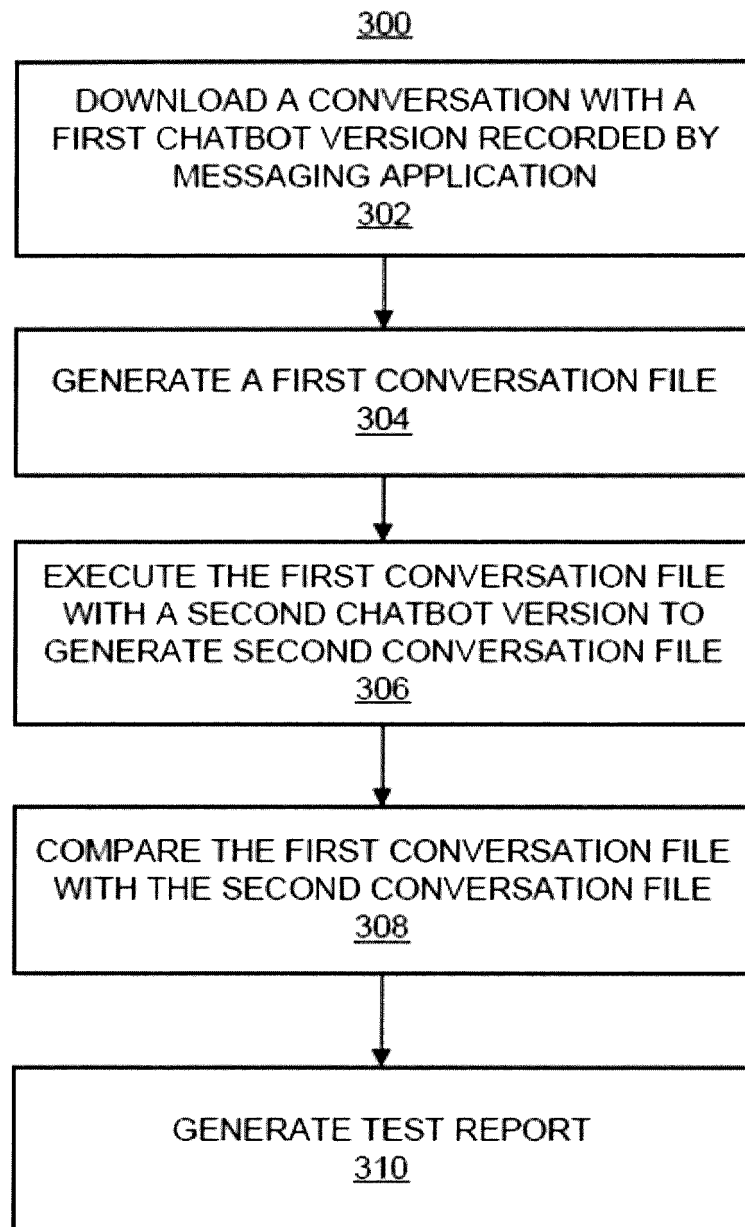 300
DOWNLOAD A CONVERSATION WITH A
FIRST CHATBOT VERSION RECORDED BY
MESSAGING APPLICATION
302
GENERATE A FIRST CONVERSATION FILE
304
EXECUTE THE FIRST CONVERSATION FILE
WITH A SECOND CHATBOT VERSION TO
GENERATE SECOND CONVERSATION FILE
306
COMPARE THE FIRST CONVERSATION FILE
WITH THE SECOND CONVERSATION FILE
308
GENERATE TEST REPORT
310